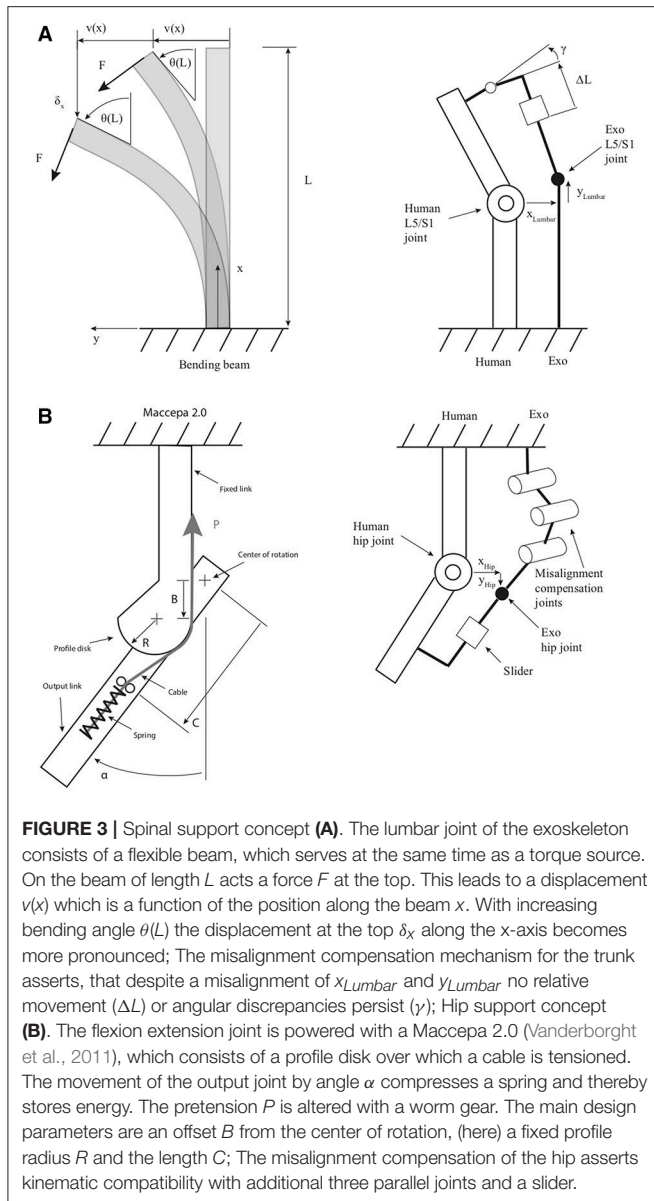 A
v(x)
v(x)
F
θ(L)
δx
θ(L)
F
L
x
y
Bending beam
γ
ΔL
Exo
L5/S1
joint
yLumbar
xLumbar
Human
L5/S1
joint
Human
Exo
B
Maccepa 2.0
Fixed link
P
Center of rotation
B
R
Profile disk
Output link
Cable
C
Spring
α
Human
Exo
Human
hip joint
xHip
yHip
Misalignment
compensation
joints
Exo
hip joint
Slider
FIGURE 3 | Spinal support concept (A). The lumbar joint of the exoskeleton
consists of a flexible beam, which serves at the same time as a torque source.
On the beam of length L acts a force F at the top. This leads to a displacement
v(x) which is a function of the position along the beam x. With increasing
bending angle θ(L) the displacement at the top δx along the x-axis becomes
more pronounced; The misalignment compensation mechanism for the trunk
asserts, that despite a misalignment of xLumbar and yLumbar no relative
movement (ΔL) or angular discrepancies persist (γ); Hip support concept
(B). The flexion extension joint is powered with a Maccepa 2.0 (Vanderborght
et al., 2011), which consists of a profile disk over which a cable is tensioned.
The movement of the output joint by angle α compresses a spring and thereby
stores energy. The pretension P is altered with a worm gear. The main design
parameters are an offset B from the center of rotation, (here) a fixed profile
radius R and the length C; The misalignment compensation of the hip asserts
kinematic compatibility with additional three parallel joints and a slider.